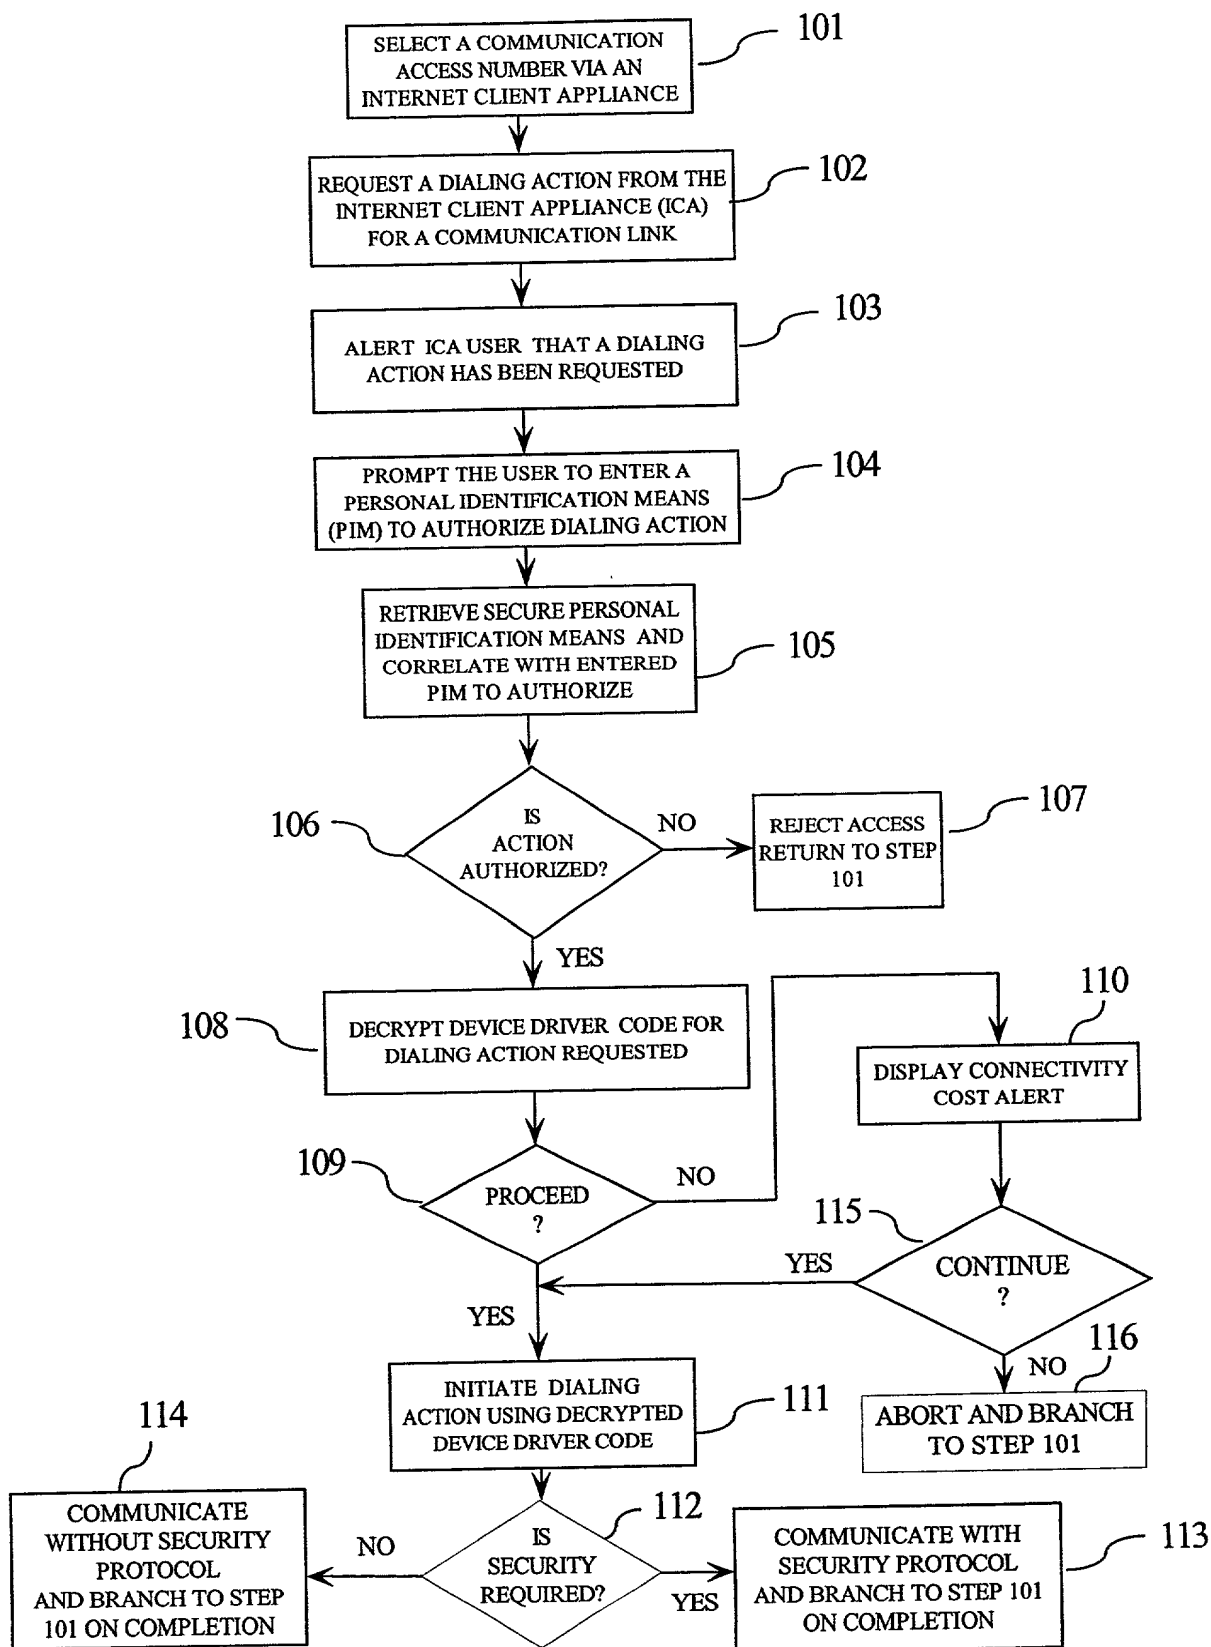 101
SELECT A COMMUNICATION
ACCESS NUMBER VIA AN
INTERNET CLIENT APPLIANCE
102
REQUEST A DIALING ACTION FROM THE
INTERNET CLIENT APPLIANCE (ICA)
FOR A COMMUNICATION LINK
103
ALERT ICA USER THAT A DIALING
ACTION HAS BEEN REQUESTED
104
PROMPT THE USER TO ENTER A
PERSONAL IDENTIFICATION MEANS
(PIM) TO AUTHORIZE DIALING ACTION
105
RETRIEVE SECURE PERSONAL
IDENTIFICATION MEANS AND
CORRELATE WITH ENTERED
PIM TO AUTHORIZE
106
IS
ACTION
AUTHORIZED?
NO
107
REJECT ACCESS
RETURN TO STEP
101
YES
108
DECRYPT DEVICE DRIVER CODE FOR
DIALING ACTION REQUESTED
110
DISPLAY CONNECTIVITY
COST ALERT
109
PROCEED
?
NO
115
CONTINUE
?
YES
YES
NO
116
ABORT AND BRANCH
TO STEP 101
INITIATE DIALING
ACTION USING DECRYPTED
DEVICE DRIVER CODE
111
114
COMMUNICATE
WITHOUT SECURITY
PROTOCOL
AND BRANCH TO STEP
101 ON COMPLETION
NO
112
IS
SECURITY
REQUIRED?
YES
COMMUNICATE WITH
SECURITY PROTOCOL
AND BRANCH TO STEP 101
ON COMPLETION
113